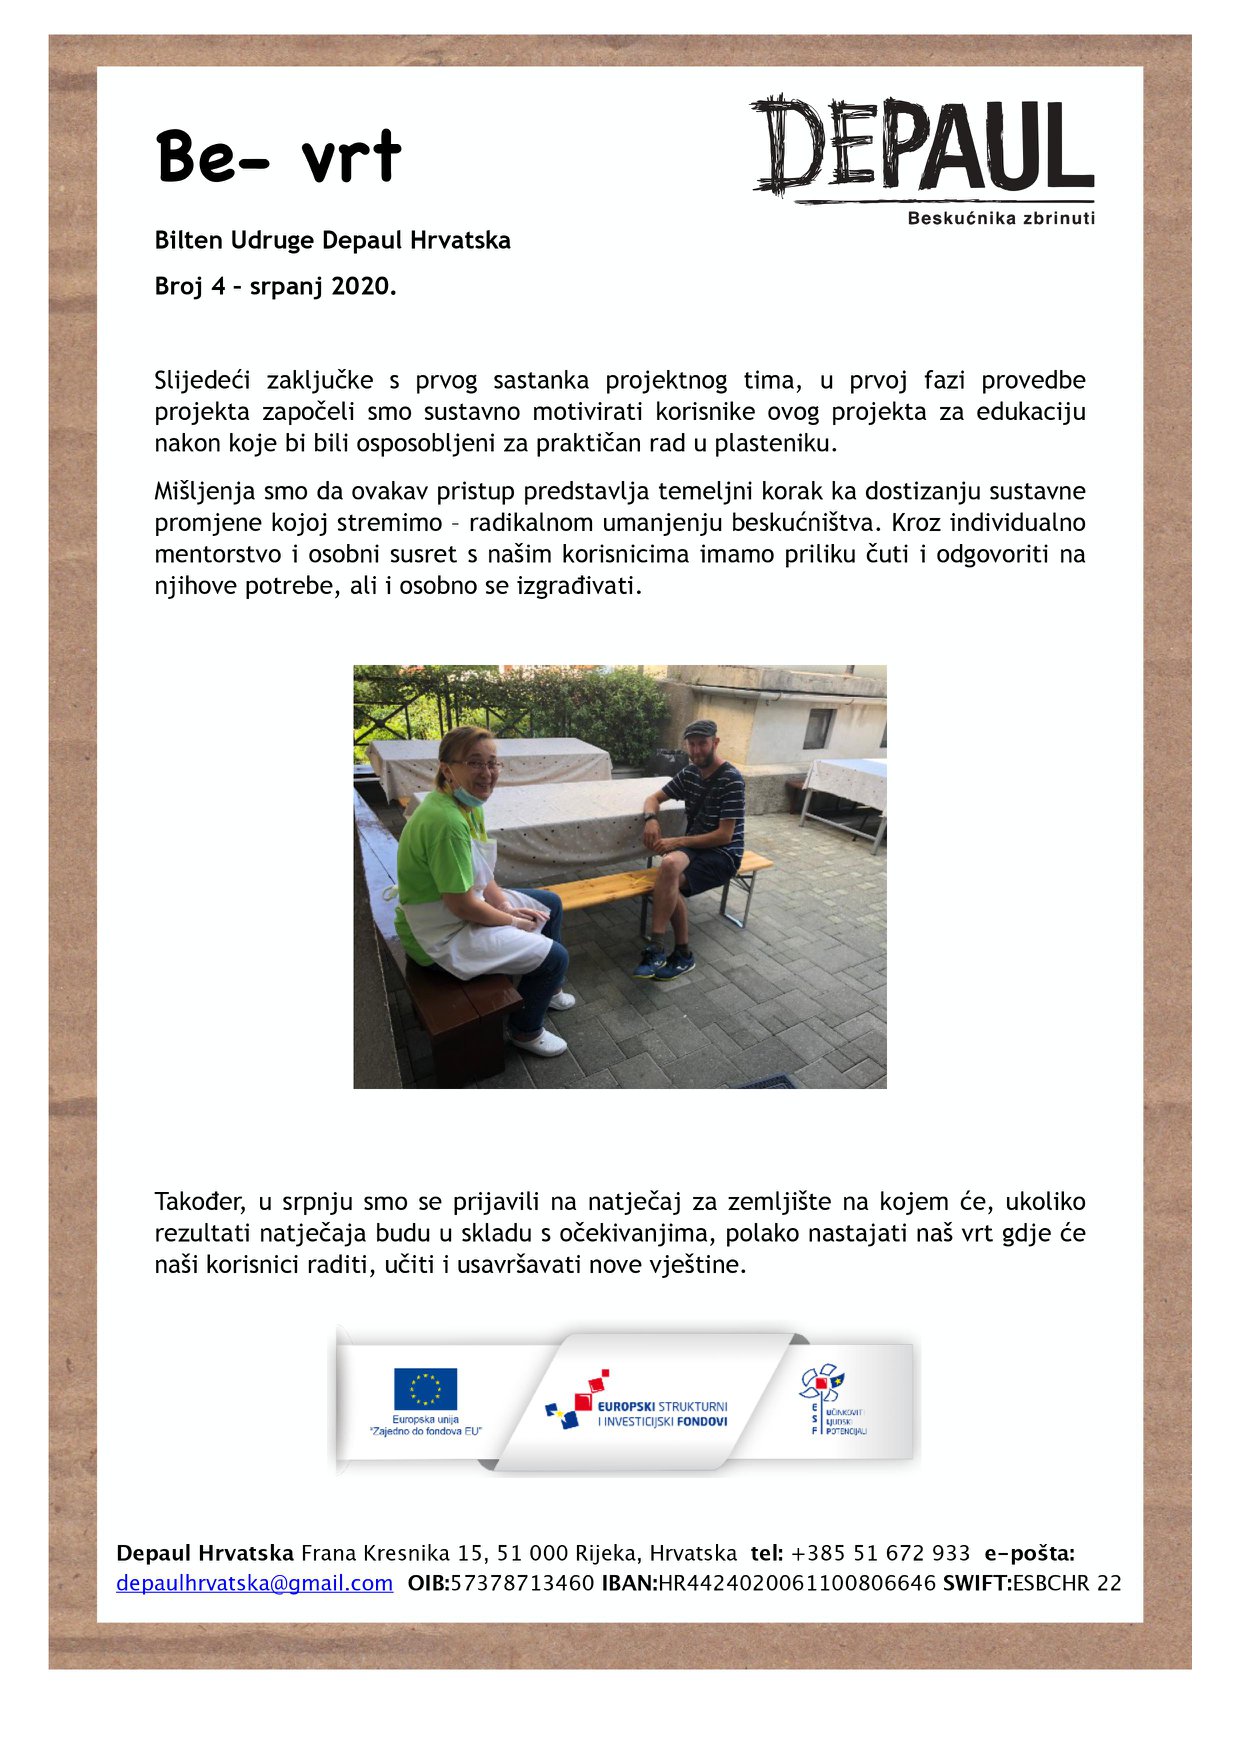 Be- vrt
DEPAUL
Beskućnika zbrinuti
Bilten Udruge Depaul Hrvatska
Broj 4 – srpanj 2020.
Slijedeći zaključke s prvog sastanka projektnog tima, u prvoj fazi provedbe
projekta započeli smo sustavno motivirati korisnike ovog projekta za edukaciju
nakon koje bi bili osposobljeni za praktičan rad u plasteniku.
Mišljenja smo da ovakav pristup predstavlja temeljni korak ka dostizanju sustavne
promjene kojoj stremimo – radikalnom umanjenju beskućništva. Kroz individualno
mentorstvo i osobni susret s našim korisnicima imamo priliku čuti i odgovoriti na
njihove potrebe, ali i osobno se izgrađivati.
Također, u srpnju smo se prijavili na natječaj za zemljište na kojem će, ukoliko
rezultati natječaja budu u skladu s očekivanjima, polako nastajati naš vrt gdje će
naši korisnici raditi, učiti i usavršavati nove vještine.
Europska unija
"Zajedno do fondova EU"
EUROPSKI STRUKTURNI
I INVESTICIJSKI FONDOVI
ESF
UČINKOVITI
LJUDSKI
POTENCIJALI
Depaul Hrvatska Frana Kresnika 15, 51 000 Rijeka, Hrvatska tel: +385 51 672 933 e-pošta:
depaulhrvatska@gmail.com OIB:57378713460 IBAN:HR4424020061100806646 SWIFT:ESBCHR 22